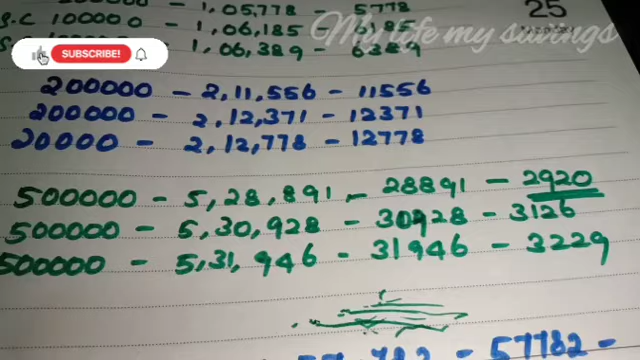 1,05,778 - 5778
S.C 10000 - 1,06,185 - 6185
1,06,389 - 6389
My life my savings
25
SUBSCRIBE!
200000 - 2,11,556 - 11556
200000 - 2,12,371 - 12371
20000 - 2,12,778 - 12778
500000 - 5,28,891 - 28891 - 2920
500000 - 5,30,928 - 30928 - 3126
500000 - 5,31,946 - 31946 - 3229
57782 -